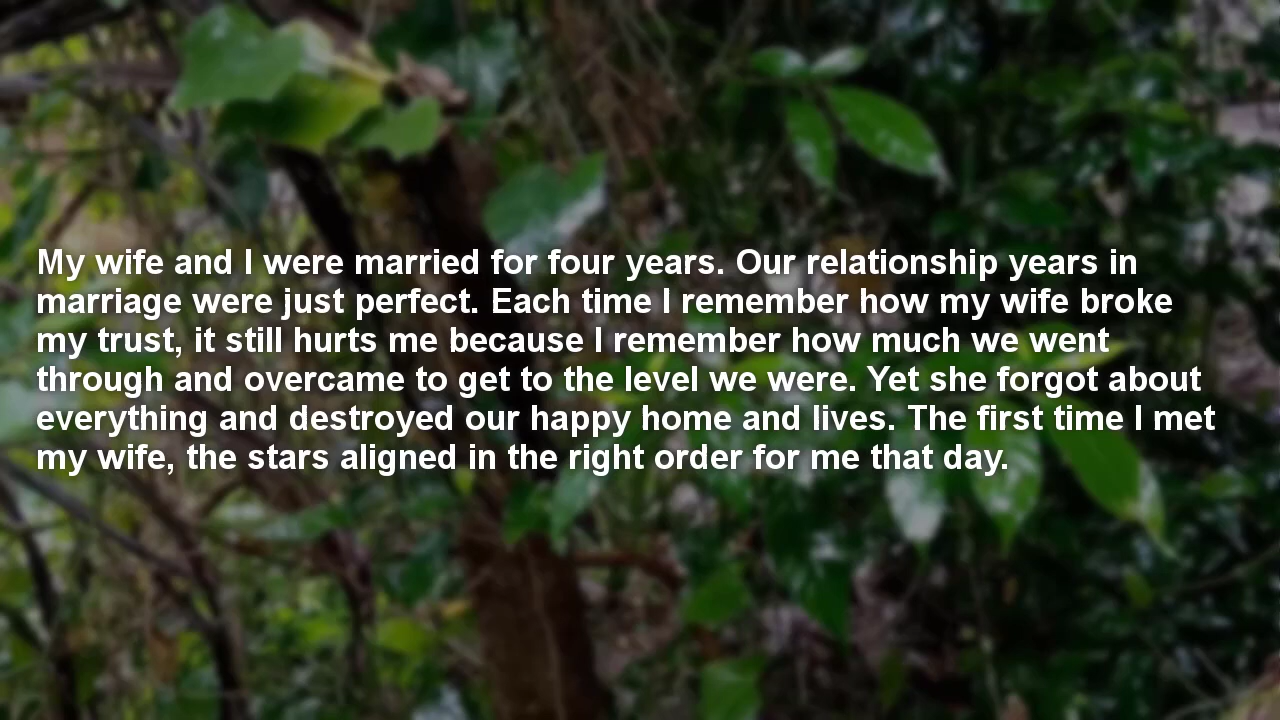 My wife and I were married for four years. Our relationship years in
marriage were just perfect. Each time I remember how my wife broke
my trust, it still hurts me because I remember how much we went
through and overcame to get to the level we were. Yet she forgot about
everything and destroyed our happy home and lives. The first time I met
my wife, the stars aligned in the right order for me that day.